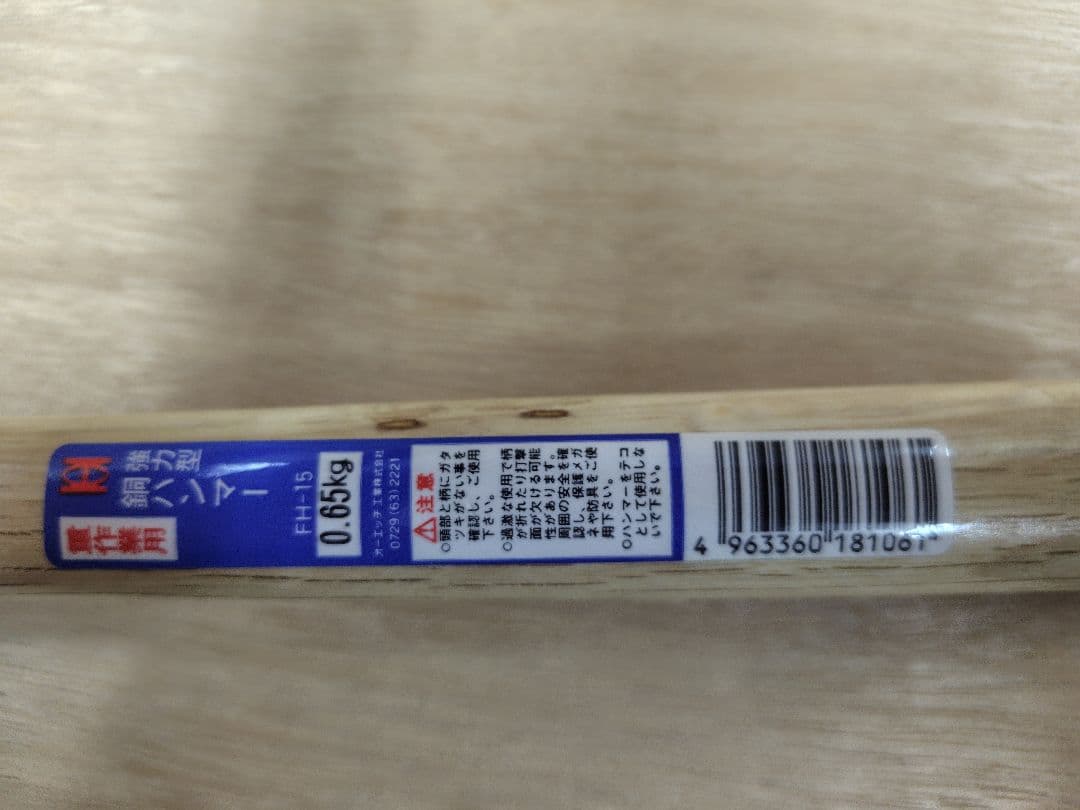 重作業用
強力型
銅ハンマー
FH-15
0.65kg
オーエッチ工業株式会社
0729(63)2221
注意
○頭部と柄にガタ
ツキがない事を
確認し、ご使用
下さい。
○過激な使用で柄
が折れたり打撃
面が欠ける可能
性があります。
周囲の安全を確
認し、保護メガ
ネや防具をご使
用下さい。
○ハンマーをテコ
として使用しな
いで下さい。
4 963360 181061